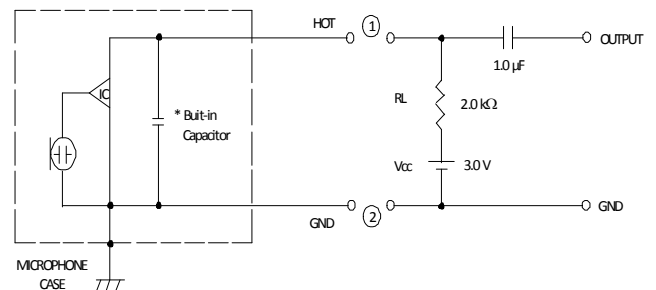 HOT
1
OUTPUT
1.0 µF
IC
RL
2.0 kΩ
* Buit-in
Capacitor
Vcc
3.0 V
GND
2
GND
MICROPHONE
CASE